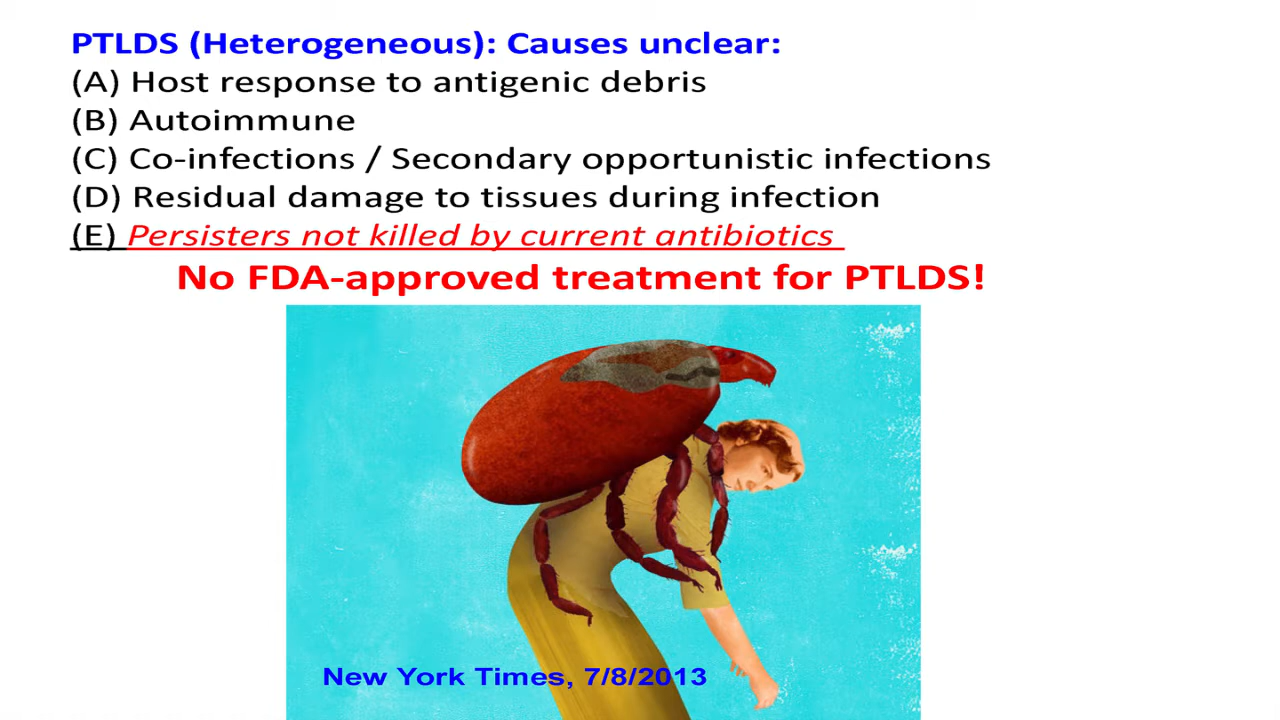 PTLDS (Heterogeneous): Causes unclear:
(A) Host response to antigenic debris
(B) Autoimmune
(C) Co-infections / Secondary opportunistic infections
(D) Residual damage to tissues during infection
(E) Persisters not killed by current antibiotics
No FDA-approved treatment for PTLDS!
New York Times, 7/8/2013